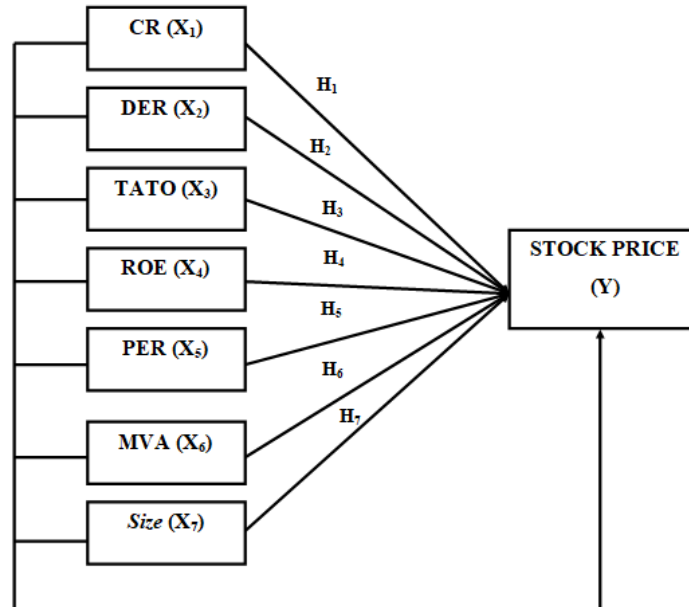 CR (X₁)
H₁
DER (X₂)
H₂
TATO (X₃)
H₃
ROE (X₄)
H₄
STOCK PRICE
(Y)
PER (X₅)
H₅
MVA (X₆)
H₆
H₇
Size (X₇)